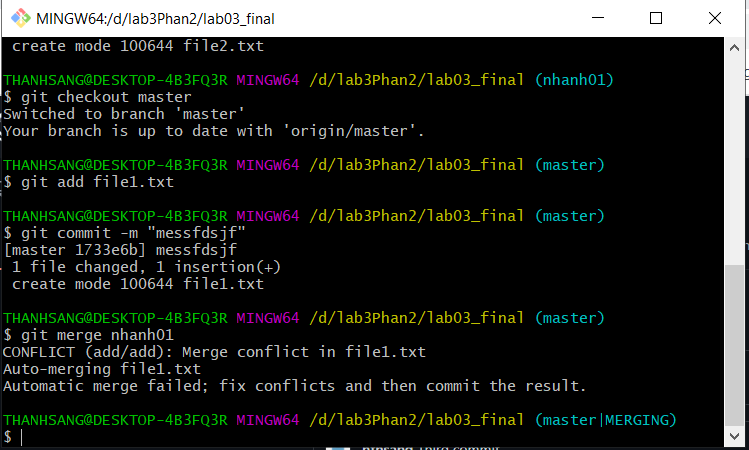 MINGW64:/d/lab3Phan2/lab03_final
create mode 100644 file2.txt
THANHSANG@DESKTOP-4B3FQ3R MINGW64 /d/lab3Phan2/lab03_final (nhanh01)
$ git checkout master
Switched to branch 'master'
Your branch is up to date with 'origin/master'.
THANHSANG@DESKTOP-4B3FQ3R MINGW64 /d/lab3Phan2/lab03_final (master)
$ git add file1.txt
THANHSANG@DESKTOP-4B3FQ3R MINGW64 /d/lab3Phan2/lab03_final (master)
$ git commit -m "messfdsjf"
[master 1733e6b] messfdsjf
1 file changed, 1 insertion(+)
create mode 100644 file1.txt
THANHSANG@DESKTOP-4B3FQ3R MINGW64 /d/lab3Phan2/lab03_final (master)
$ git merge nhanh01
CONFLICT (add/add): Merge conflict in file1.txt
Auto-merging file1.txt
Automatic merge failed; fix conflicts and then commit the result.
THANHSANG@DESKTOP-4B3FQ3R MINGW64 /d/lab3Phan2/lab03_final (master|MERGING)
$